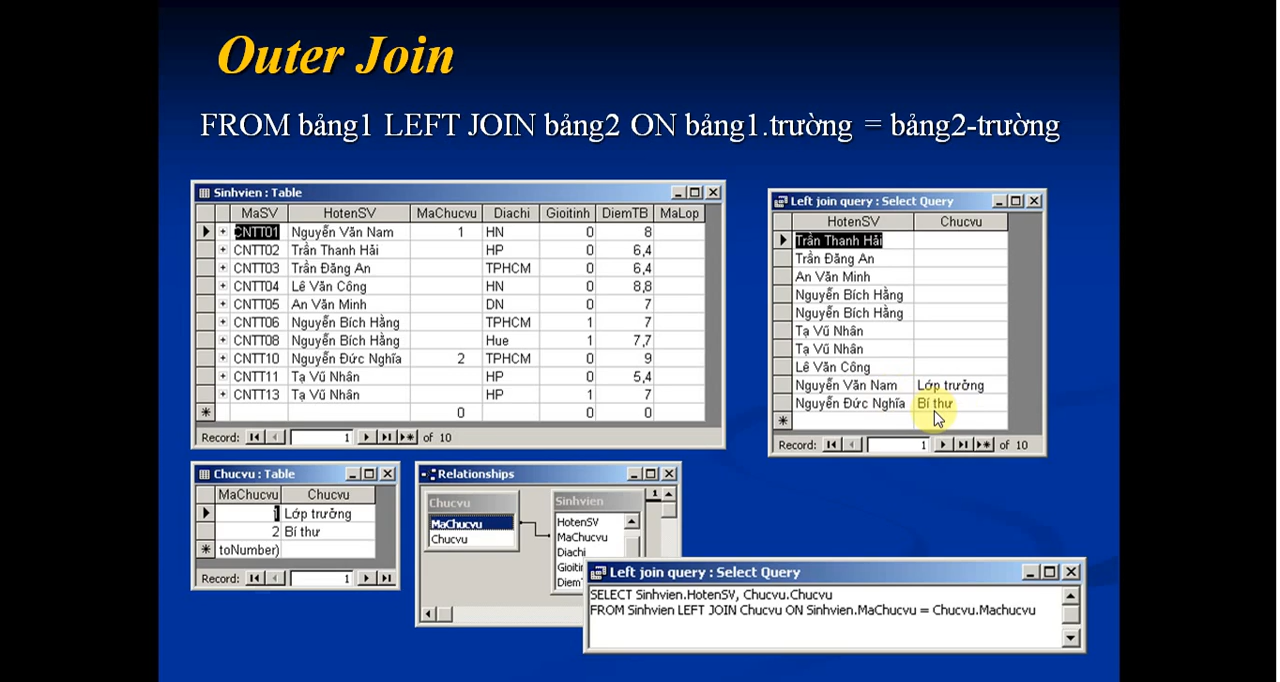 Outer Join
FROM bảng1 LEFT JOIN bảng2 ON bảng1.trường = bảng2-trường
Sinhvien : Table
MaSV HotenSV MaChucvu Diachi Gioitinh DiemTB MaLop
CNTT01 Nguyễn Văn Nam 1 HN 0 8
CNTT02 Trần Thanh Hải HP 0 6,4
CNTT03 Trần Đăng An TPHCM 0 6,4
CNTT04 Lê Văn Công HN 0 8,8
CNTT05 An Văn Minh DN 0 7
CNTT06 Nguyễn Bích Hằng TPHCM 1 7
CNTT08 Nguyễn Bích Hằng Hue 1 7,7
CNTT10 Nguyễn Đức Nghĩa 2 TPHCM 0 9
CNTT11 Tạ Vũ Nhân HP 0 5,4
CNTT13 Tạ Vũ Nhân HP 1 7
0 0 0
Record: 1 of 10
Left join query : Select Query
HotenSV Chucvu
Trần Thanh Hải
Trần Đăng An
An Văn Minh
Nguyễn Bích Hằng
Nguyễn Bích Hằng
Tạ Vũ Nhân
Tạ Vũ Nhân
Lê Văn Công
Nguyễn Văn Nam Lớp trưởng
Nguyễn Đức Nghĩa Bí thư
Record: 1 of 10
Chucvu : Table
MaChucvu Chucvu
1 Lớp trưởng
2 Bí thư
toNumber)
Record: 1
Relationships
Chucvu
MaChucvu
Chucvu
Sinhvien
HotenSV
MaChucvu
Diachi
Gioitin
DiemT
1
Left join query : Select Query
SELECT Sinhvien.HotenSV, Chucvu.Chucvu
FROM Sinhvien LEFT JOIN Chucvu ON Sinhvien.MaChucvu = Chucvu.Machucvu